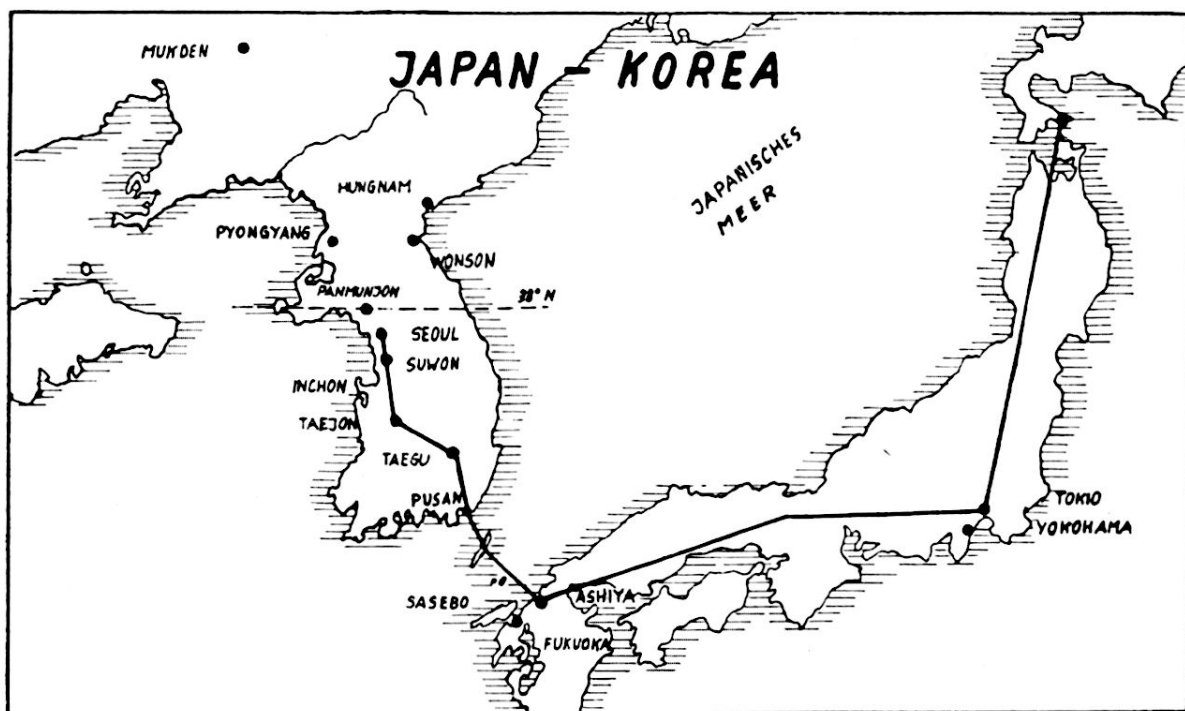 MUKDEN
JAPAN – KOREA
JAPANISCHES
MEER
HUNGNAM
PYONGYANG
WONSON
PANMUNJON
38° N
SEOUL
SUWON
INCHON
TAEJON
TAEGU
PUSAN
TOKIO
YOKOHAMA
SASEBO
ASHIYA
FUKUOKA